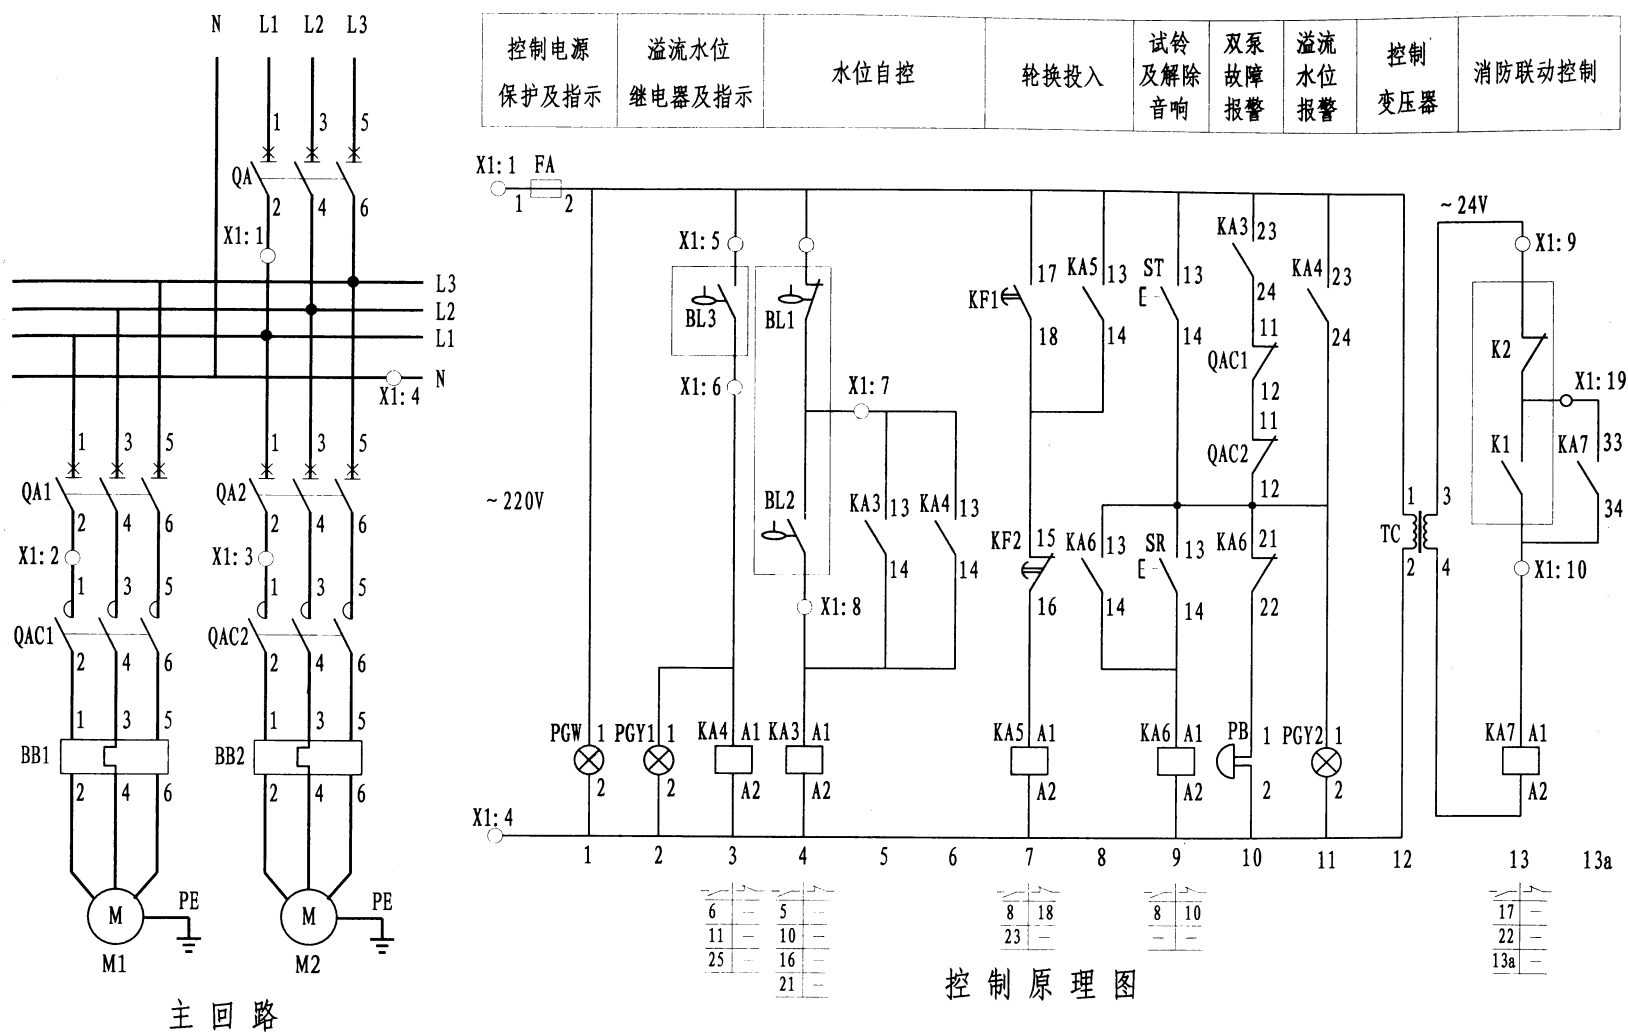 N L1 L2 L3
控制电源
保护及指示
溢流水位
继电器及指示
水位自控
轮换投入
试铃
及解除
音响
双泵
故障
报警
溢流
水位
报警
控制
变压器
消防联动控制
1 3 5
QA
2 4 6
X1:1
L3
L2
L1
N
X1:4
1 3 5
QA1
2 4 6
X1:2
1 3 5
QAC1
2 4 6
1 3 5
BB1
2 4 6
M
PE
M1
1 3 5
QA2
2 4 6
X1:3
1 3 5
QAC2
2 4 6
1 3 5
BB2
2 4 6
M
PE
M2
主回路
X1:1 FA
1 2
~220V
X1:4
PGW 1
2
PGY1 1
2
X1:5
BL3
X1:6
KA4 A1
A2
BL1
X1:7
BL2
X1:8
KA3 13
14
KA4 13
14
KA3 A1
A2
17
KF1
18
KA5 13
14
KF2 15
16
KA5 A1
A2
ST 13
E
14
KA6 13
14
SR 13
E
14
KA6 A1
A2
KA3 23
24
11
QAC1
12
11
QAC2
12
KA6 21
22
PB 1
2
KA4 23
24
PGY2 1
2
1 3
TC
2 4
~24V
X1:9
K2
X1:19
K1
KA7 33
34
X1:10
KA7 A1
A2
1 2 3 4 5 6 7 8 9 10 11 12 13 13a
6 —
11 —
25 —
5 —
10 —
16 —
21 —
8 18
23 —
8 10
— —
17 —
22 —
13a —
控制原理图